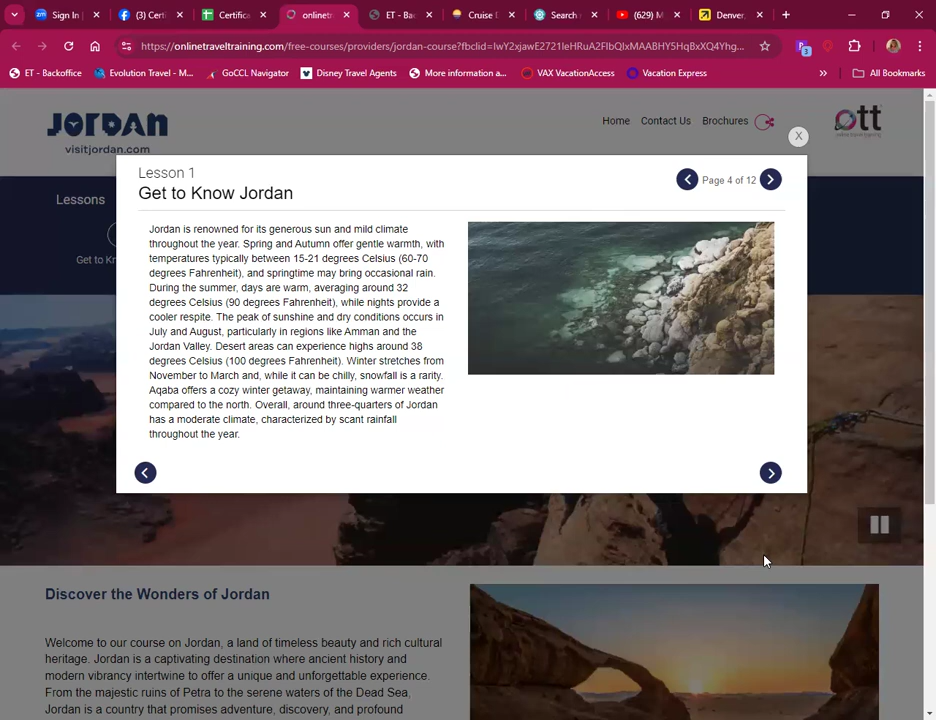 Sign In |
(3) Certi
Certifica
onlinetr
ET - Bac
Cruise D
Search r
(629) M
Denver,
https://onlinetraveltraining.com/free-courses/providers/jordan-course?fbclid=IwY2xjawE2721leHRuA2FlbQIxMAABHY5HqBxXQ4Yhg...
3
ET - Backoffice
Evolution Travel - M...
GoCCL Navigator
Disney Travel Agents
More information a...
VAX VacationAccess
Vacation Express
»
All Bookmarks
JORDAN
visitjordan.com
Home
Contact Us
Brochures
ott
X
Lessons
Get to Kn
Lesson 1
Get to Know Jordan
Page 4 of 12
Jordan is renowned for its generous sun and mild climate
throughout the year. Spring and Autumn offer gentle warmth, with
temperatures typically between 15-21 degrees Celsius (60-70
degrees Fahrenheit), and springtime may bring occasional rain.
During the summer, days are warm, averaging around 32
degrees Celsius (90 degrees Fahrenheit), while nights provide a
cooler respite. The peak of sunshine and dry conditions occurs in
July and August, particularly in regions like Amman and the
Jordan Valley. Desert areas can experience highs around 38
degrees Celsius (100 degrees Fahrenheit). Winter stretches from
November to March and, while it can be chilly, snowfall is a rarity.
Aqaba offers a cozy winter getaway, maintaining warmer weather
compared to the north. Overall, around three-quarters of Jordan
has a moderate climate, characterized by scant rainfall
throughout the year.
Discover the Wonders of Jordan
Welcome to our course on Jordan, a land of timeless beauty and rich cultural
heritage. Jordan is a captivating destination where ancient history and
modern vibrancy intertwine to offer a unique and unforgettable experience.
From the majestic ruins of Petra to the serene waters of the Dead Sea,
Jordan is a country that promises adventure, discovery, and profound